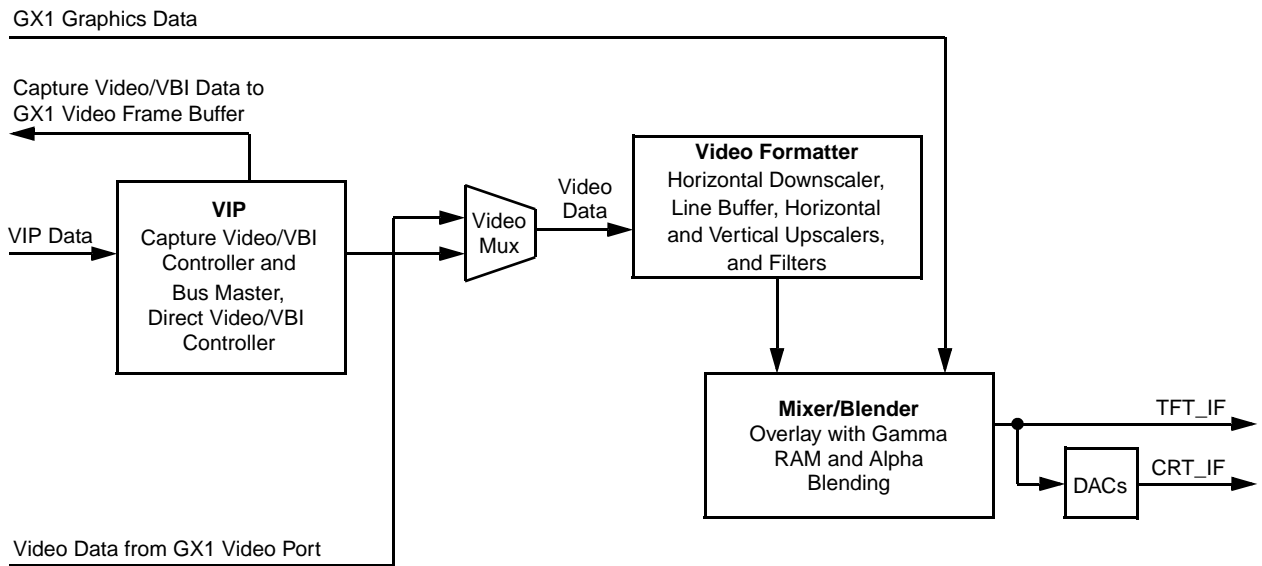 GX1 Graphics Data
Capture Video/VBI Data to
GX1 Video Frame Buffer
VIP Data
VIP
Capture Video/VBI
Controller and
Bus Master,
Direct Video/VBI
Controller
Video
Mux
Video
Data
Video Formatter
Horizontal Downscaler,
Line Buffer, Horizontal
and Vertical Upscalers,
and Filters
Mixer/Blender
Overlay with Gamma
RAM and Alpha
Blending
TFT_IF
DACs
CRT_IF
Video Data from GX1 Video Port